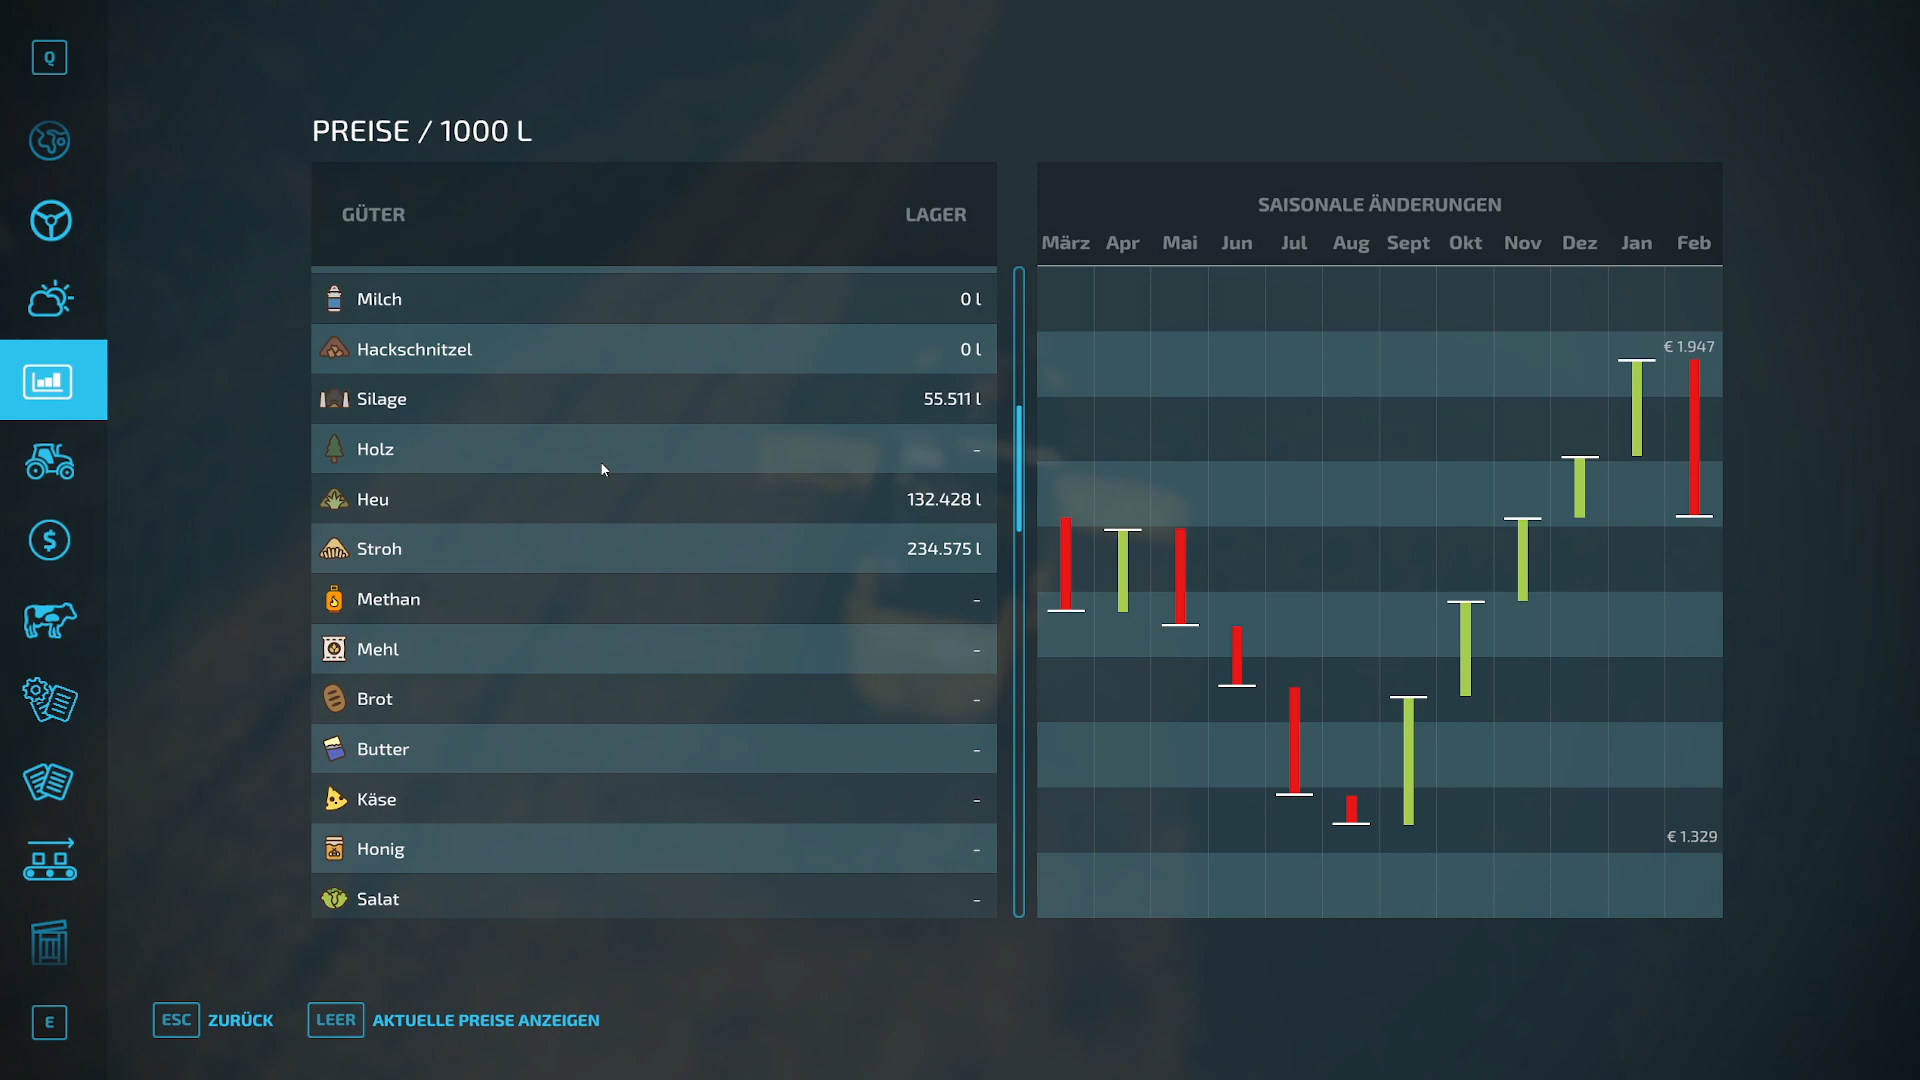 Q
PREISE / 1000 L
GÜTER LAGER
Milch 0 l
Hackschnitzel 0 l
Silage 55.511 l
Holz -
Heu 132.428 l
Stroh 234.575 l
Methan -
Mehl -
Brot -
Butter -
Käse -
Honig -
Salat -
SAISONALE ÄNDERUNGEN
März Apr Mai Jun Jul Aug Sept Okt Nov Dez Jan Feb
€ 1.947
€ 1.329
E
ESC ZURÜCK LEER AKTUELLE PREISE ANZEIGEN